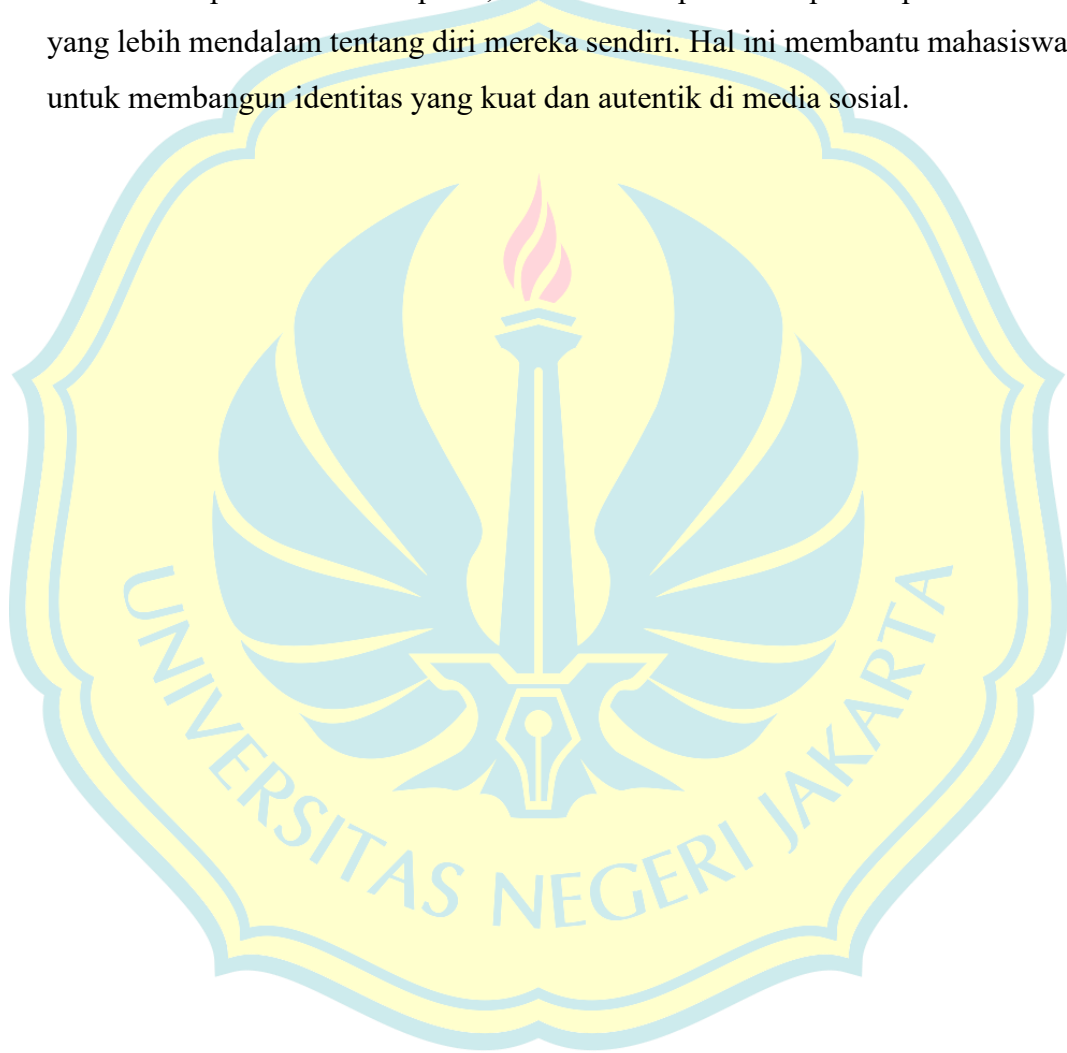 yang lebih mendalam tentang diri mereka sendiri. Hal ini membantu mahasiswa
untuk membangun identitas yang kuat dan autentik di media sosial.
UNIVERSITAS NEGERI JAKARTA